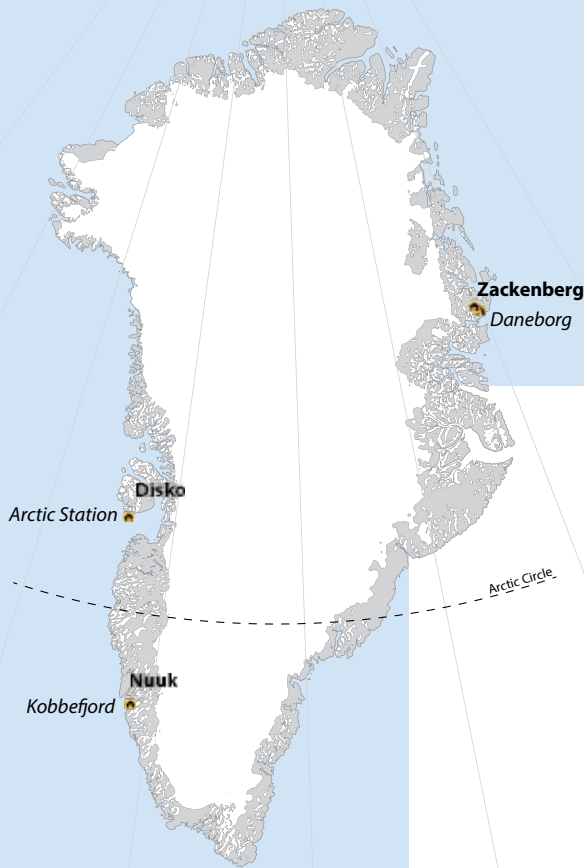 Zackenberg
Daneborg
Disko
Arctic Station
Arctic Circle
Nuuk
Kobbefjord